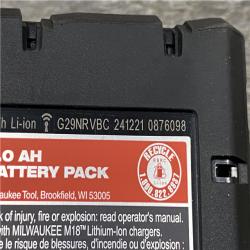 h Li-ion G29NRVBC 241221 0876098
.0 AH
ATTERY PACK
RECYCLE
1.800.822.8837
aukee Tool, Brookfield, WI 53005
k of injury, fire or explosion: read operator's manual.
with MILWAUKEE M18™ Lithium-Ion chargers.
le risque de blessures, d'incendie ou d'explosion